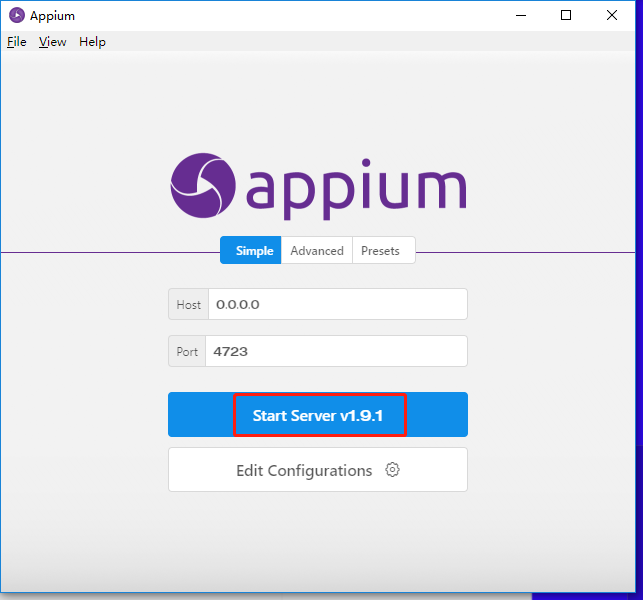 Appium
File View Help
appium
Simple Advanced Presets
Host 0.0.0.0
Port 4723
Start Server v1.9.1
Edit Configurations